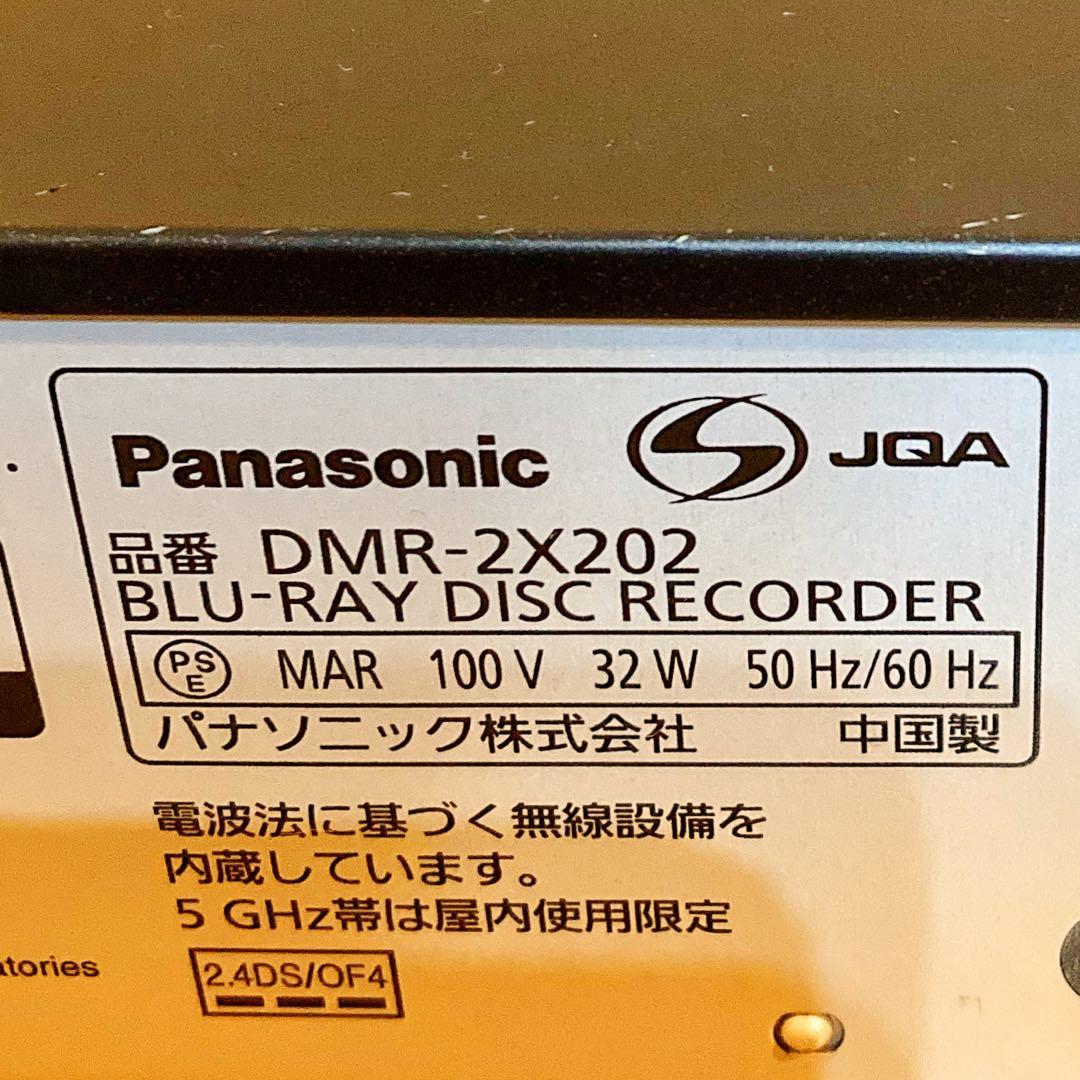 Panasonic S JQA
品番 DMR-2X202
BLU-RAY DISC RECORDER
PSE MAR 100 V 32 W 50 Hz/60 Hz
パナソニック株式会社 中国製
電波法に基づく無線設備を
内蔵しています。
5 GHz帯は屋内使用限定
atories
2.4DS/OF4